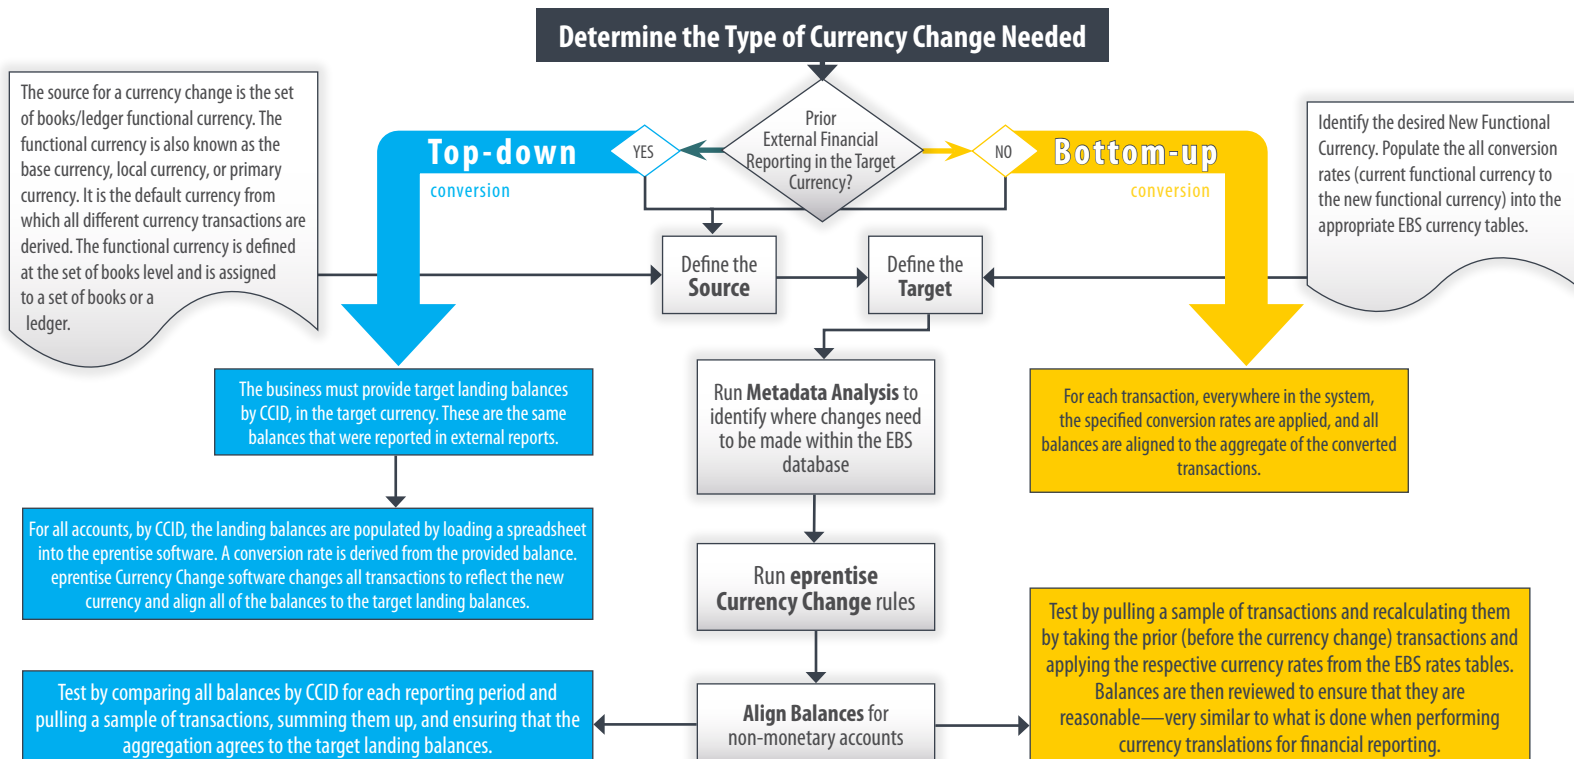 Determine the Type of Currency Change Needed
The source for a currency change is the set
of books/ledger functional currency. The
functional currency is also known as the
base currency, local currency, or primary
currency. It is the default currency from
which all different currency transactions are
derived. The functional currency is defined
at the set of books level and is assigned
to a set of books or a
ledger.
Top-down
conversion
YES
Prior
External Financial
Reporting in the Target
Currency?
NO
Bottom-up
conversion
Identify the desired New Functional
Currency. Populate the all conversion
rates (current functional currency to
the new functional currency) into the
appropriate EBS currency tables.
Define the
Source
Define the
Target
The business must provide target landing balances
by CCID, in the target currency. These are the same
balances that were reported in external reports.
Run Metadata Analysis to
identify where changes need
to be made within the EBS
database
For each transaction, everywhere in the system,
the specified conversion rates are applied, and all
balances are aligned to the aggregate of the converted
transactions.
For all accounts, by CCID, the landing balances are populated by loading a spreadsheet
into the eprentise software. A conversion rate is derived from the provided balance.
eprentise Currency Change software changes all transactions to reflect the new
currency and align all of the balances to the target landing balances.
Run eprentise
Currency Change rules
Test by pulling a sample of transactions and recalculating them
by taking the prior (before the currency change) transactions and
applying the respective currency rates from the EBS rates tables.
Balances are then reviewed to ensure that they are
reasonable—very similar to what is done when performing
currency translations for financial reporting.
Test by comparing all balances by CCID for each reporting period and
pulling a sample of transactions, summing them up, and ensuring that the
aggregation agrees to the target landing balances.
Align Balances for
non-monetary accounts